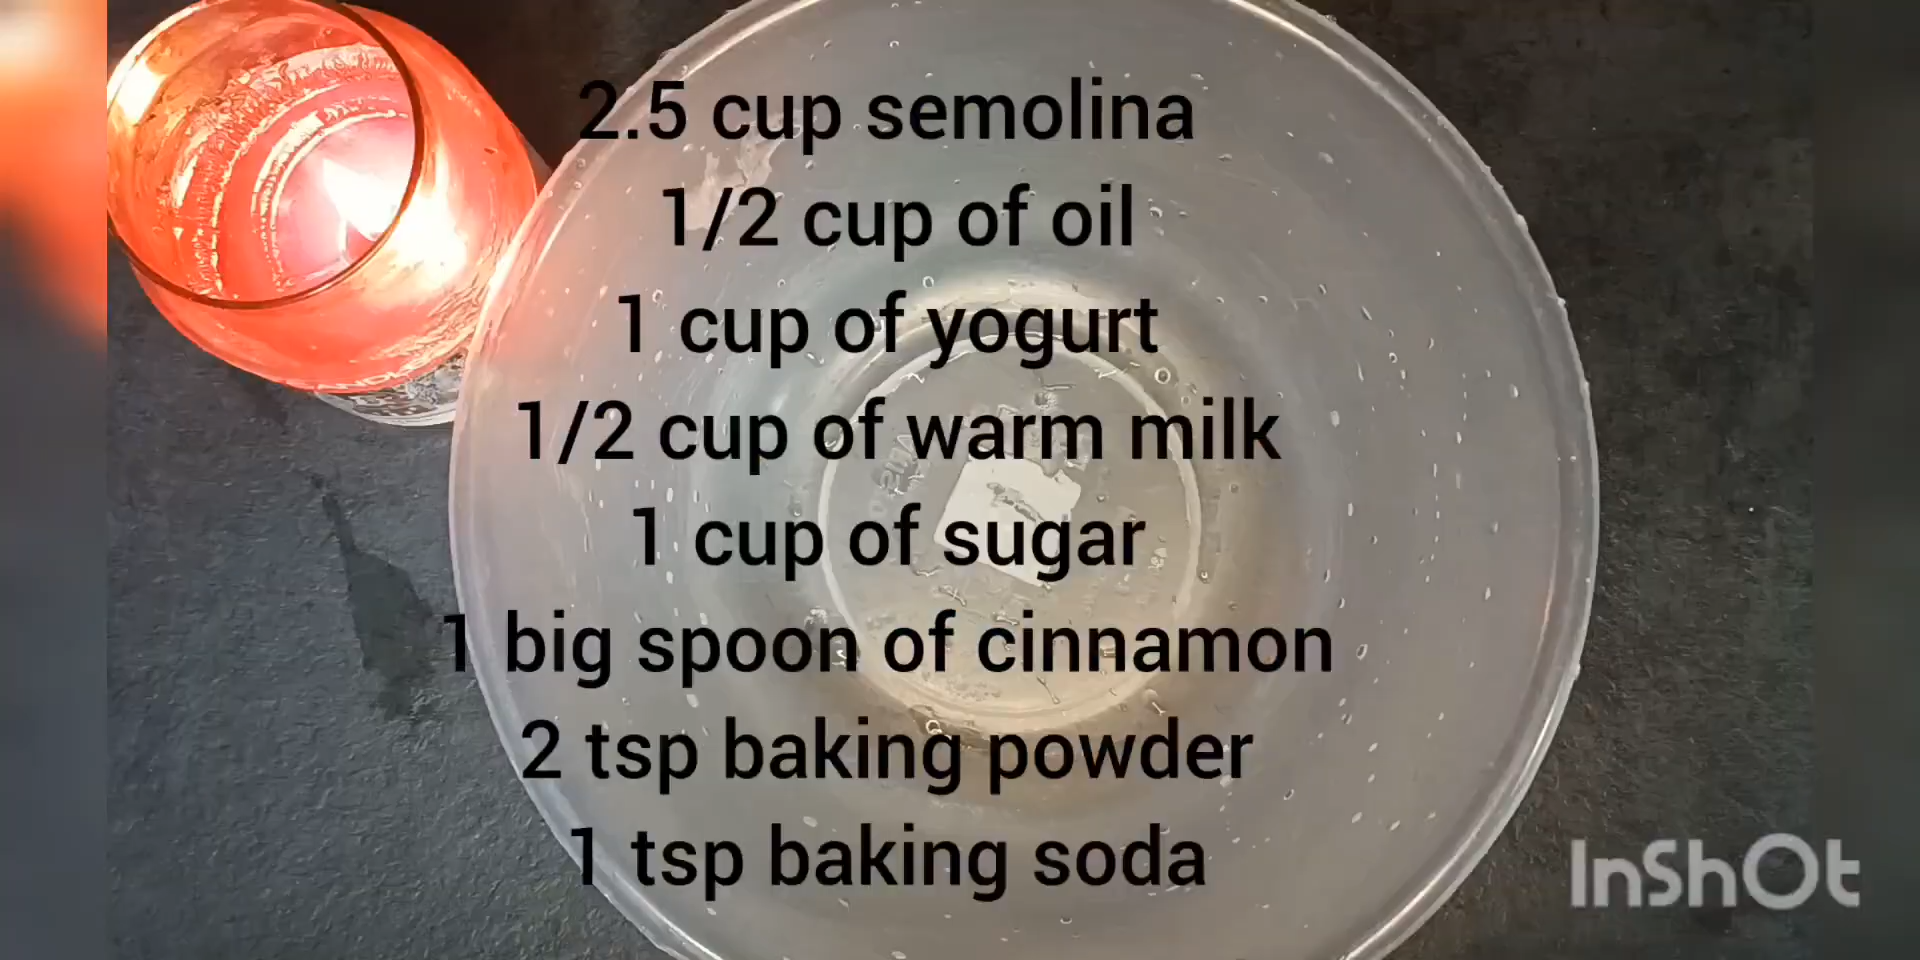 2.5 cup semolina
1/2 cup of oil
1 cup of yogurt
1/2 cup of warm milk
1 cup of sugar
1 big spoon of cinnamon
2 tsp baking powder
1 tsp baking soda
InShOt